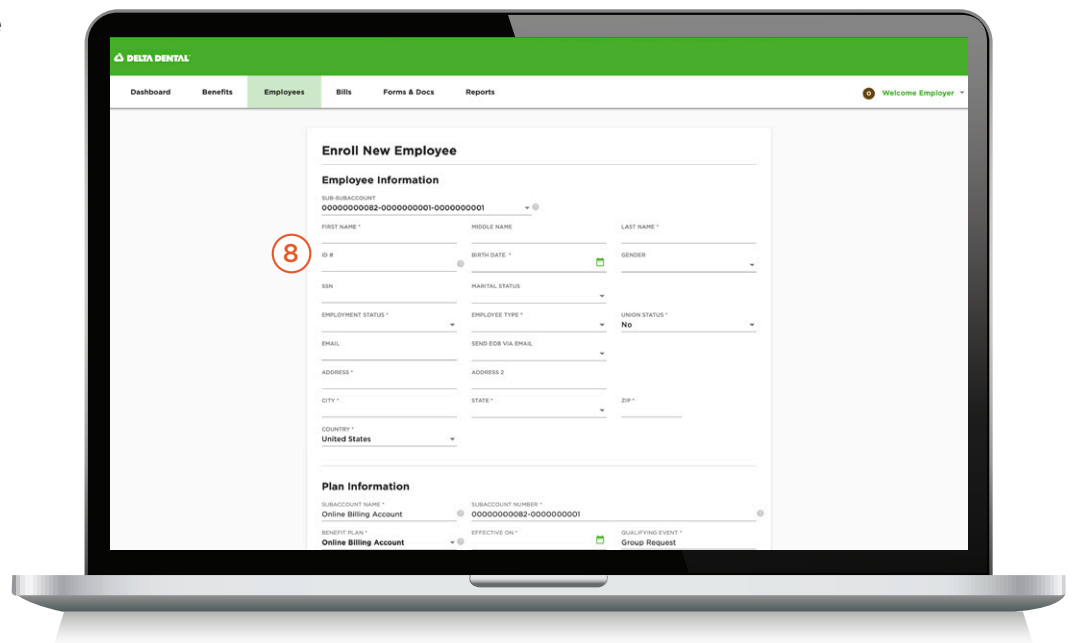 DELTA DENTAL
Dashboard Benefits Employees Bills Forms & Docs Reports Welcome Employer
Enroll New Employee
Employee Information
SUB-SUBACCOUNT
00000000082-0000000001-0000000001
FIRST NAME * MIDDLE NAME LAST NAME *
8
ID # BIRTH DATE * GENDER
SSN MARITAL STATUS
EMPLOYMENT STATUS * EMPLOYEE TYPE * UNION STATUS *
No
EMAIL SEND EOB VIA EMAIL
ADDRESS * ADDRESS 2
CITY * STATE * ZIP *
COUNTRY *
United States
Plan Information
SUBACCOUNT NAME * SUBACCOUNT NUMBER *
Online Billing Account 00000000082-0000000001
BENEFIT PLAN * EFFECTIVE ON * QUALIFYING EVENT *
Online Billing Account Group Request